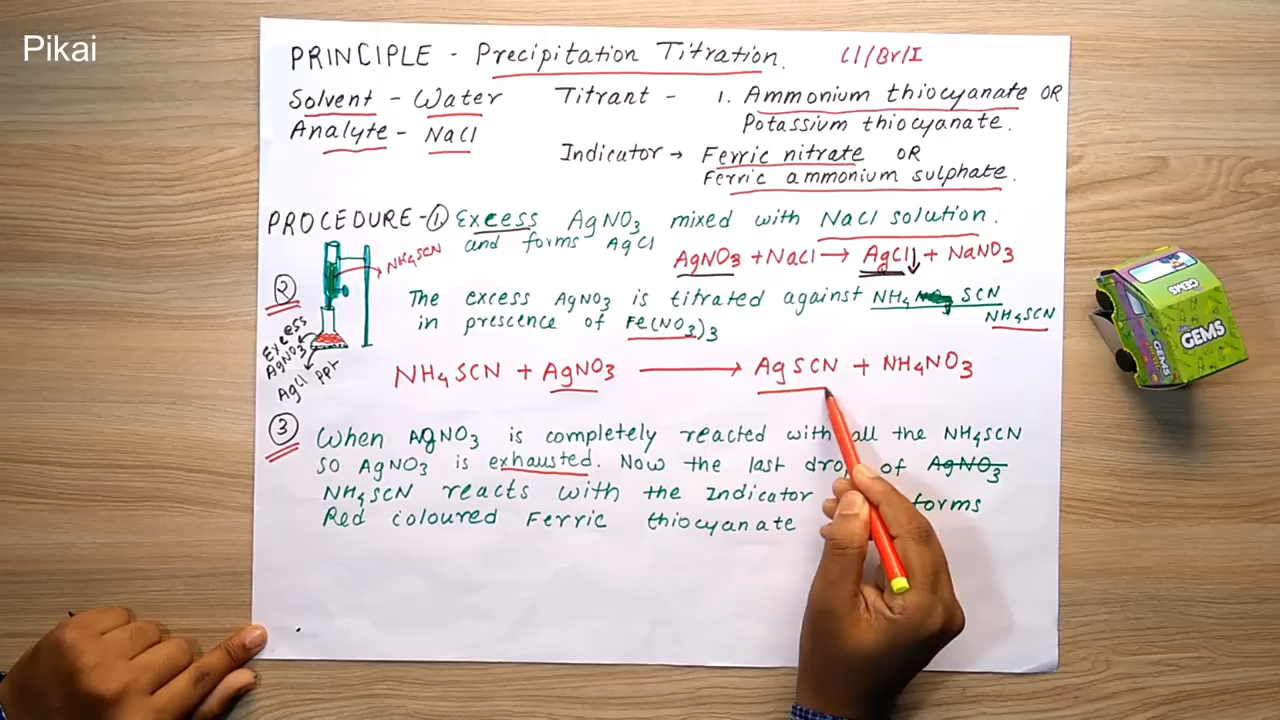 Pikai
PRINCIPLE - Precipitation Titration. Cl/Br/I
Solvent - Water Titrant - 1. Ammonium thiocyanate OR
Potassium thiocyanate.
Analyte - NaCl
Indicator → Ferric nitrate OR
Ferric ammonium sulphate.
PROCEDURE - ① Excess AgNO3 mixed with NaCl solution.
and forms AgCl
AgNO3 + NaCl → AgCl↓ + NaNO3
NH4SCN
② The excess AgNO3 is titrated against NH4 SCN
NH4SCN
in prescence of Fe(NO3)3
Excess
AgNO3
AgCl ppt
NH4SCN + AgNO3 → AgSCN + NH4NO3
③ When AgNO3 is completely reacted with all the NH4SCN
so AgNO3 is exhausted. Now the last drop of AgNO3
NH4SCN reacts with the Indicator forms
Red coloured Ferric thiocyanate
GEMS
GEMS
GEMS